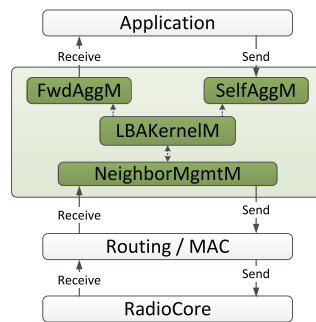 Application
Receive
Send
FwdAggM
SelfAggM
LBAKernelM
NeighborMgmtM
Receive
Send
Routing / MAC
Receive
Send
RadioCore